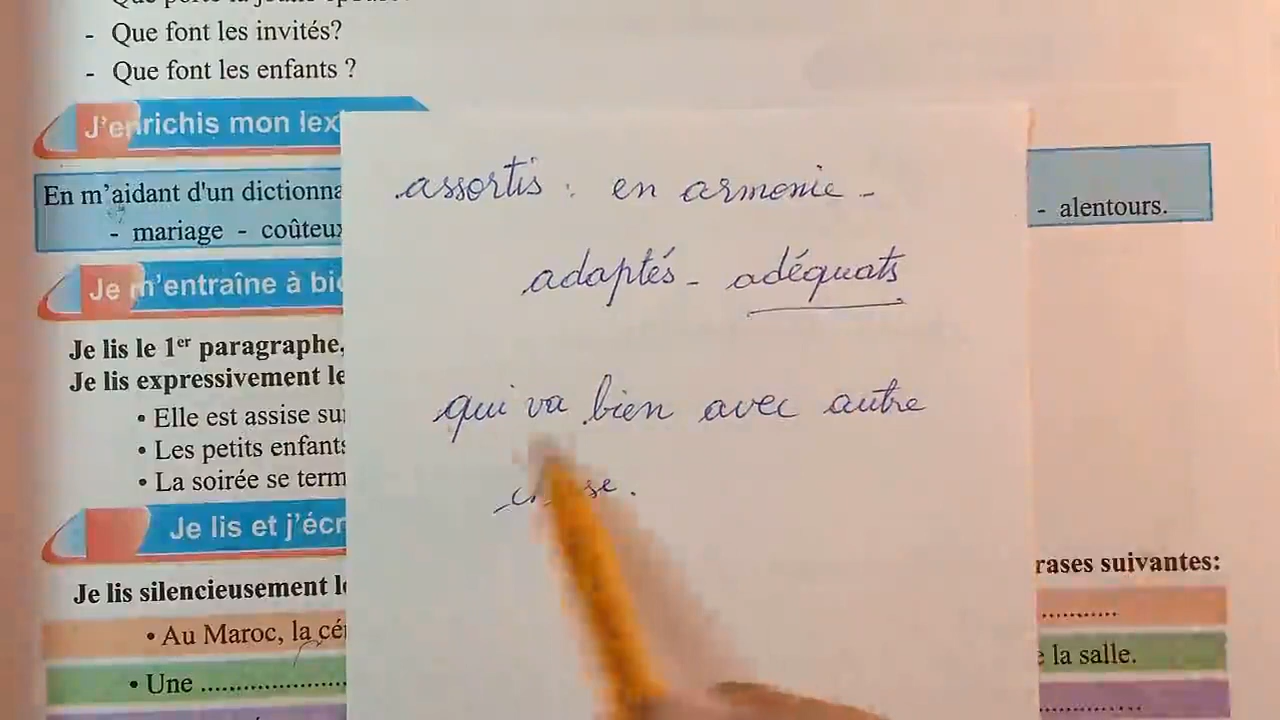 - Que font les invités?
- Que font les enfants ?
J'enrichis mon lex
En m'aidant d'un dictionna
- mariage - coûteux
- alentours.
Je m'entraîne à bi
Je lis le 1er paragraphe,
Je lis expressivement le
• Elle est assise su
• Les petits enfants
• La soirée se term
Je lis et j'écr
Je lis silencieusement l
rases suivantes:
• Au Maroc, la cé
..............
• Une .....................
la salle.
..................
assortis : en armonie -
adaptés - adéquats
qui va bien avec autre